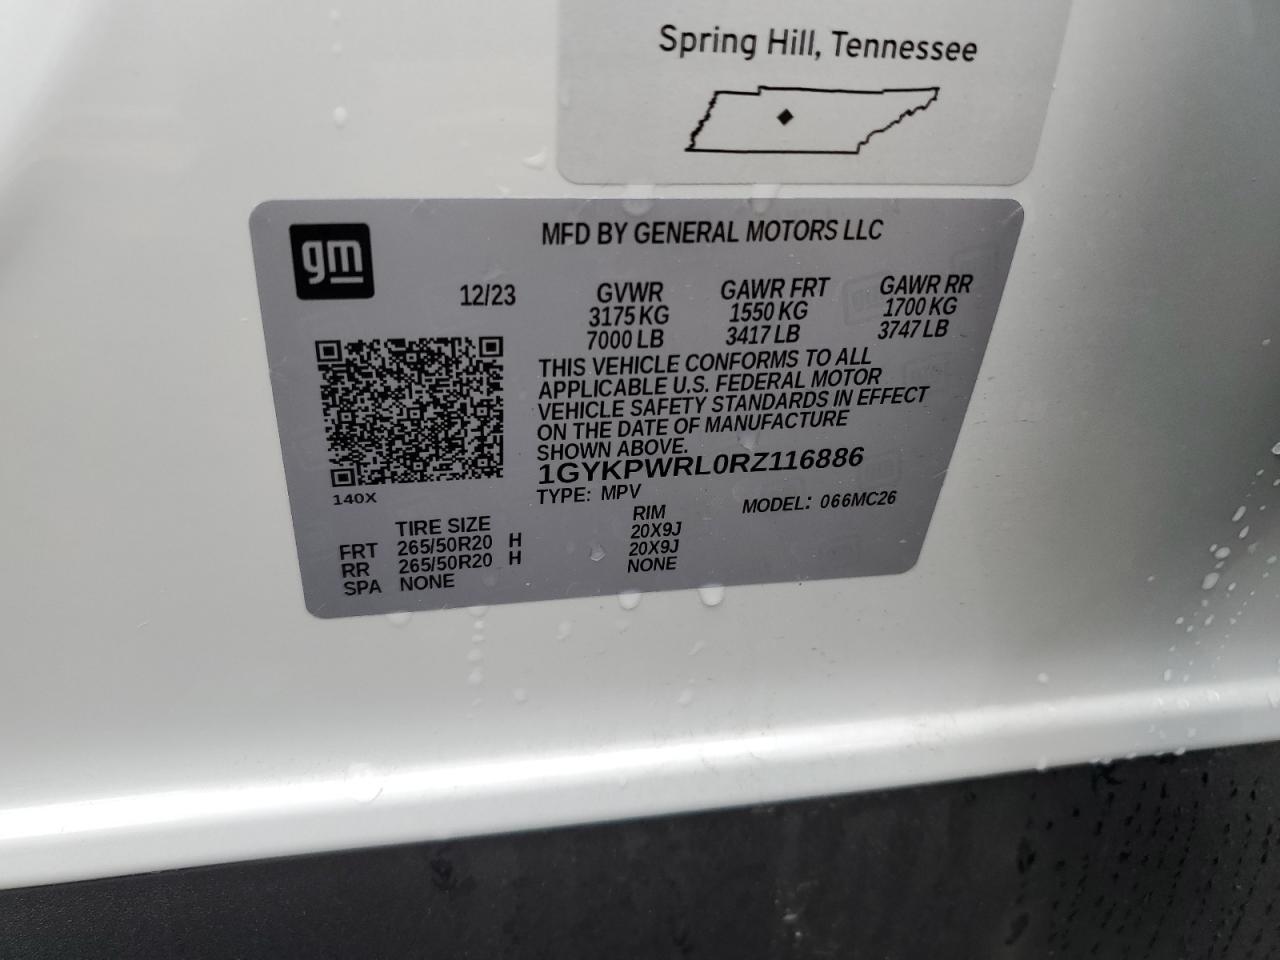 Spring Hill, Tennessee
gm
MFD BY GENERAL MOTORS LLC
12/23 GVWR GAWR FRT GAWR RR
3175 KG 1550 KG 1700 KG
7000 LB 3417 LB 3747 LB
THIS VEHICLE CONFORMS TO ALL
APPLICABLE U.S. FEDERAL MOTOR
VEHICLE SAFETY STANDARDS IN EFFECT
ON THE DATE OF MANUFACTURE
SHOWN ABOVE.
1GYKPWRL0RZ116886
140X
TYPE: MPV MODEL: 066MC26
TIRE SIZE RIM
FRT 265/50R20 H 20X9J
RR 265/50R20 H 20X9J
SPA NONE NONE